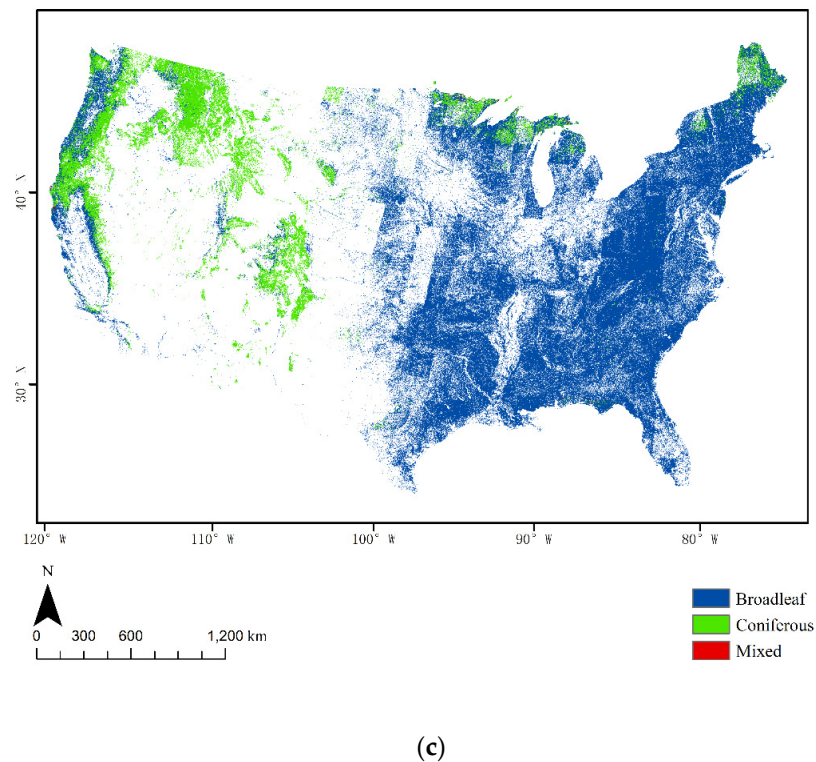 40° N
30° N
120° W 110° W 100° W 90° W 80° W
N
0 300 600 1,200 km
Broadleaf
Coniferous
Mixed
(c)